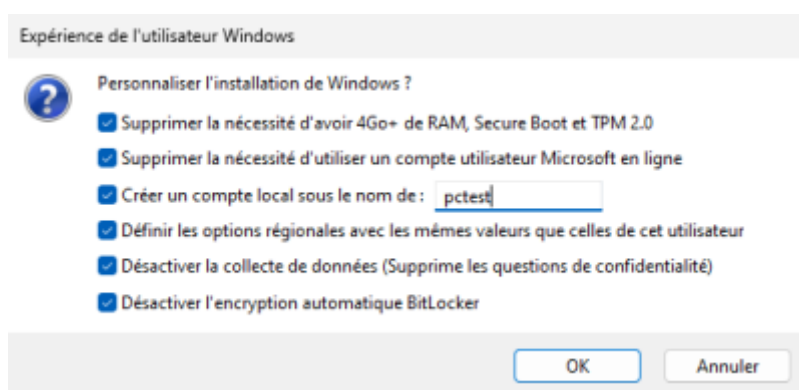 Expérience de l'utilisateur Windows
Personnaliser l'installation de Windows ?
Supprimer la nécessité d'avoir 4Go+ de RAM, Secure Boot et TPM 2.0
Supprimer la nécessité d'utiliser un compte utilisateur Microsoft en ligne
Créer un compte local sous le nom de : pctest
Définir les options régionales avec les mêmes valeurs que celles de cet utilisateur
Désactiver la collecte de données (Supprime les questions de confidentialité)
Désactiver l'encryption automatique BitLocker
OK Annuler